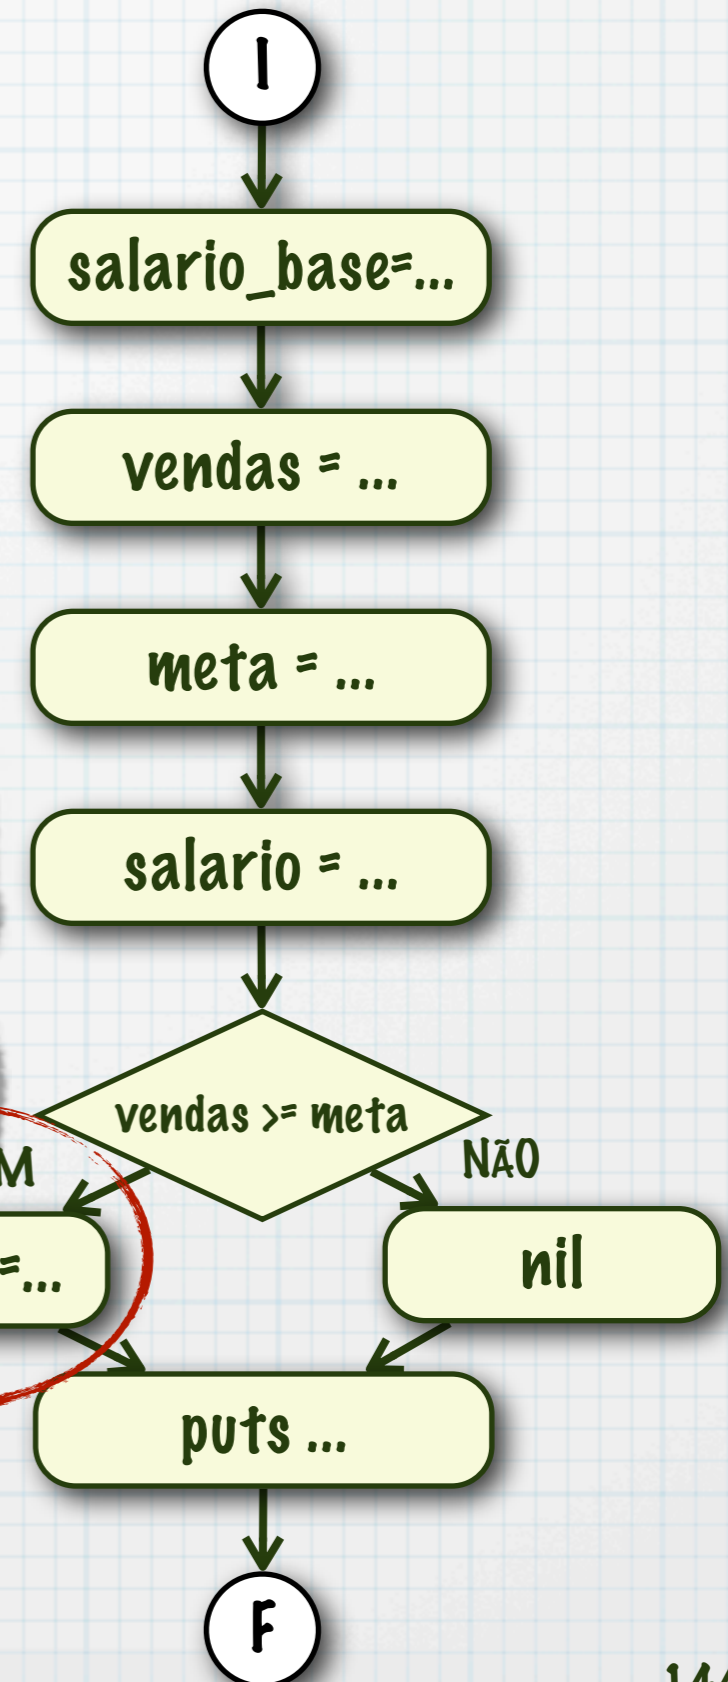 I
salario_base=...
vendas = ...
meta = ...
salario = ...
vendas >= meta
M
NÃO
=...
nil
puts ...
F